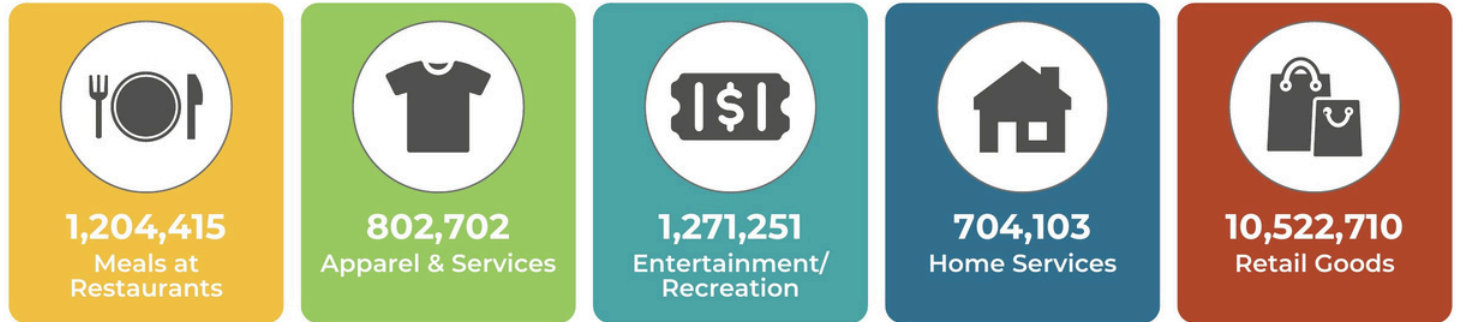 1,204,415
Meals at
Restaurants
802,702
Apparel & Services
$
1,271,251
Entertainment/
Recreation
704,103
Home Services
10,522,710
Retail Goods